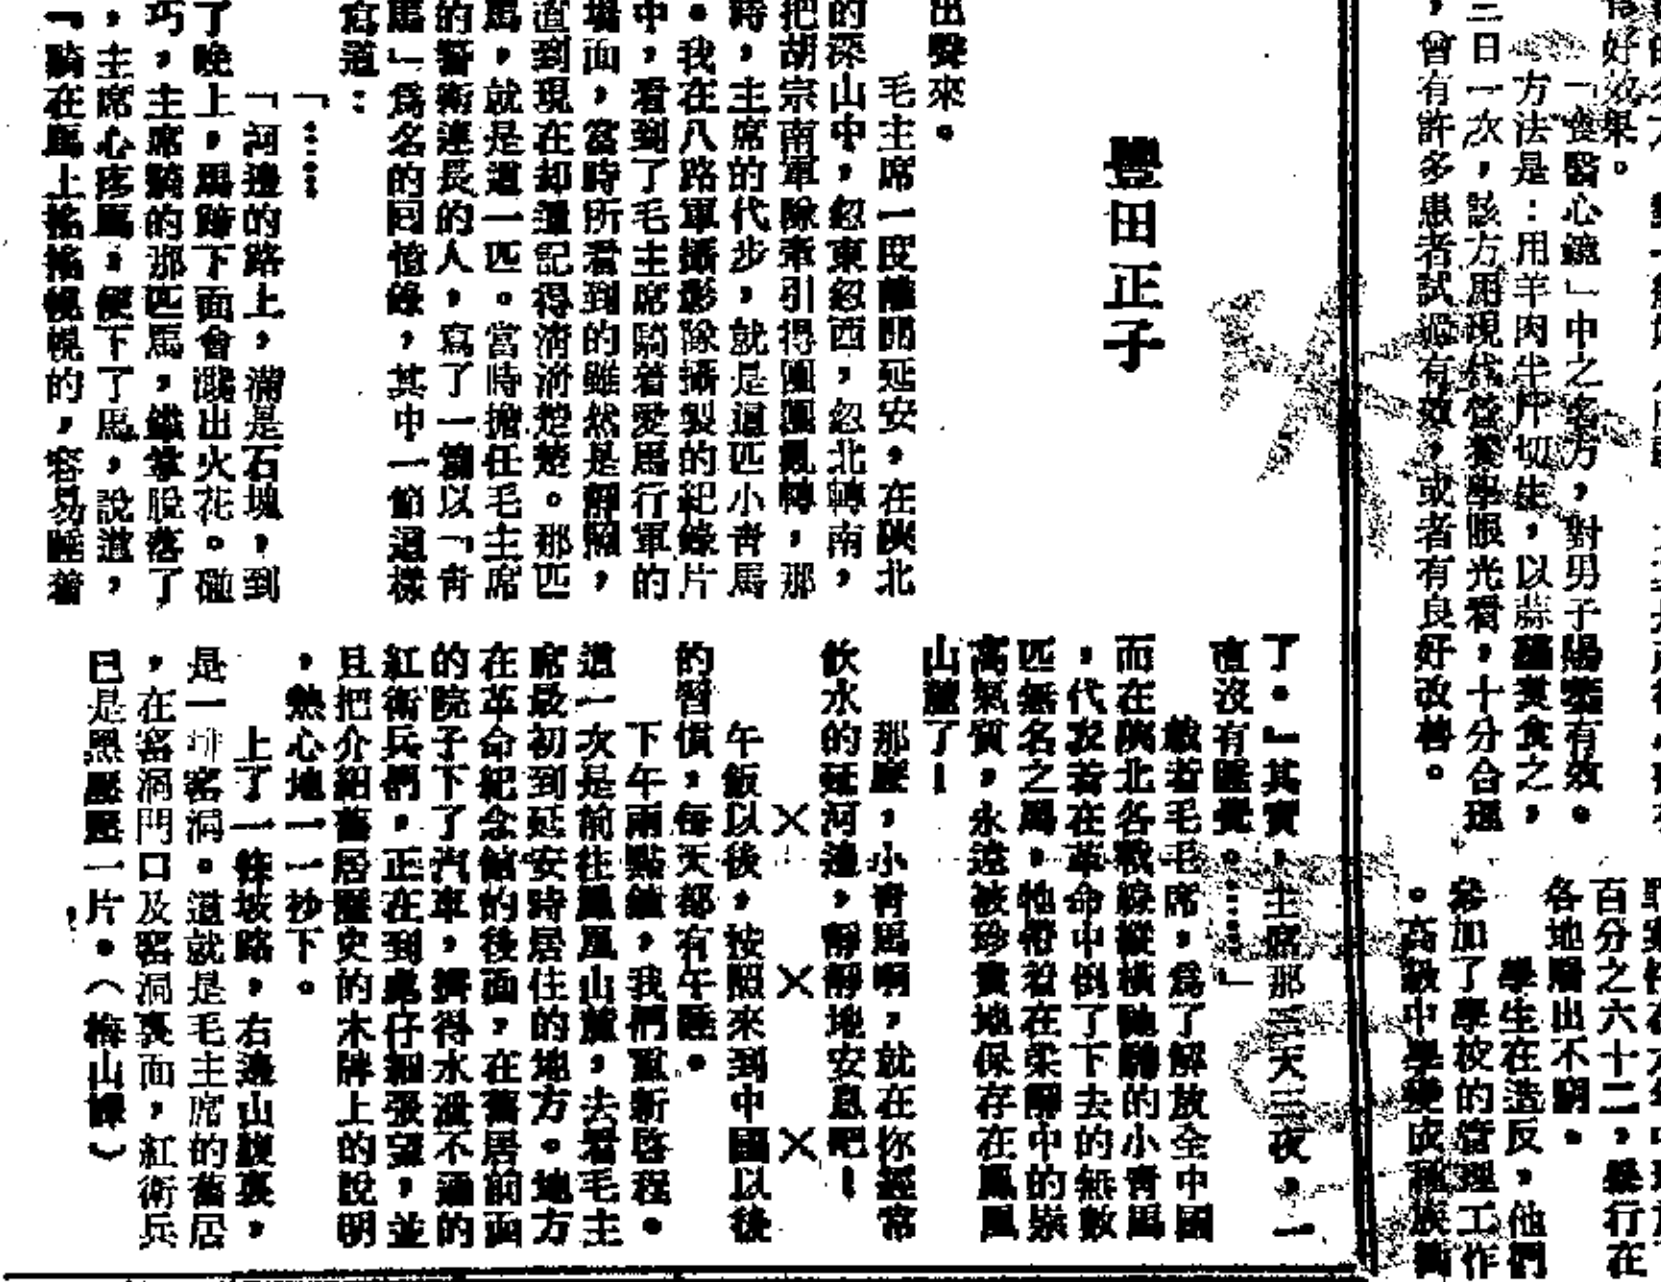 豐田正子
出聲來。
毛主席一度離開延安，在陝北
的深山中，忽東忽西，忽北轉南，
把胡宗南軍隊牽引得團團亂轉，那
時，主席的代步，就是這匹小青馬
。我在八路軍攝影隊攝製的紀錄片
中，看到了毛主席騎着愛馬行軍的
場面，當時所看到的雖然是解照，
直到現在却還記得清清楚楚。那匹
馬，就是這一匹。當時擔任毛主席
的警衛連長的人，寫了一篇以「青
馬」爲名的回憶錄，其中一節這樣
寫道：
「……
「河邊的路上，滿是石塊，到
了晚上，馬蹄下面會濺出火花。碰
巧，主席騎的那匹馬，鐵掌脫落了
，主席心疼馬，便下了馬，說道，
『騎在馬上搖搖幌幌的，容易睡着
了。』其實，主席那三天三夜，一
直沒有睡覺。……」
載着毛毛席，爲了解放全中國
而在陝北各戰線縱橫馳騁的小青馬
，代表着在革命中倒了下去的無數
匹無名之馬，牠帶着在柔馴中的崇
高氣質，永遠被珍貴地保存在鳳凰
山麓了！
那麼，小青馬啊，就在你經常
飲水的延河邊，靜靜地安息吧！
×　×　×
午飯以後，按照來到中國以後
的習慣，每天都有午睡。
下午兩點鐘，我們重新啓程。
這一次是前往鳳凰山麓，去看毛主
席最初到延安時居住的地方。地方
在革命紀念館的後面，在舊居前面
的院子下了汽車，擠得水洩不通的
紅衛兵們，正在到處仔細張望，並
且把介紹舊居歷史的木牌上的說明
，熱心地一一抄下。
上了一條坡路，右邊山腹裏，
是一排窰洞。這就是毛主席的舊居
，在窰洞門口及窰洞裏面，紅衛兵
已是黑壓壓一片。（梅山譯）
好效果。
「食醫心鏡」中之名方，對男子陽萎有效。
方法是：用羊肉半斤切生，以蒜薤煑食之，
三日一次，該方用現代營養學眼光看，十分合理
，曾有許多患者試過有效，或者有良好改善。
百分之六十二，舉行在
各地層出不窮。
學生在造反，他們
參加了學校的管理工作
。高級中學變成種族衝